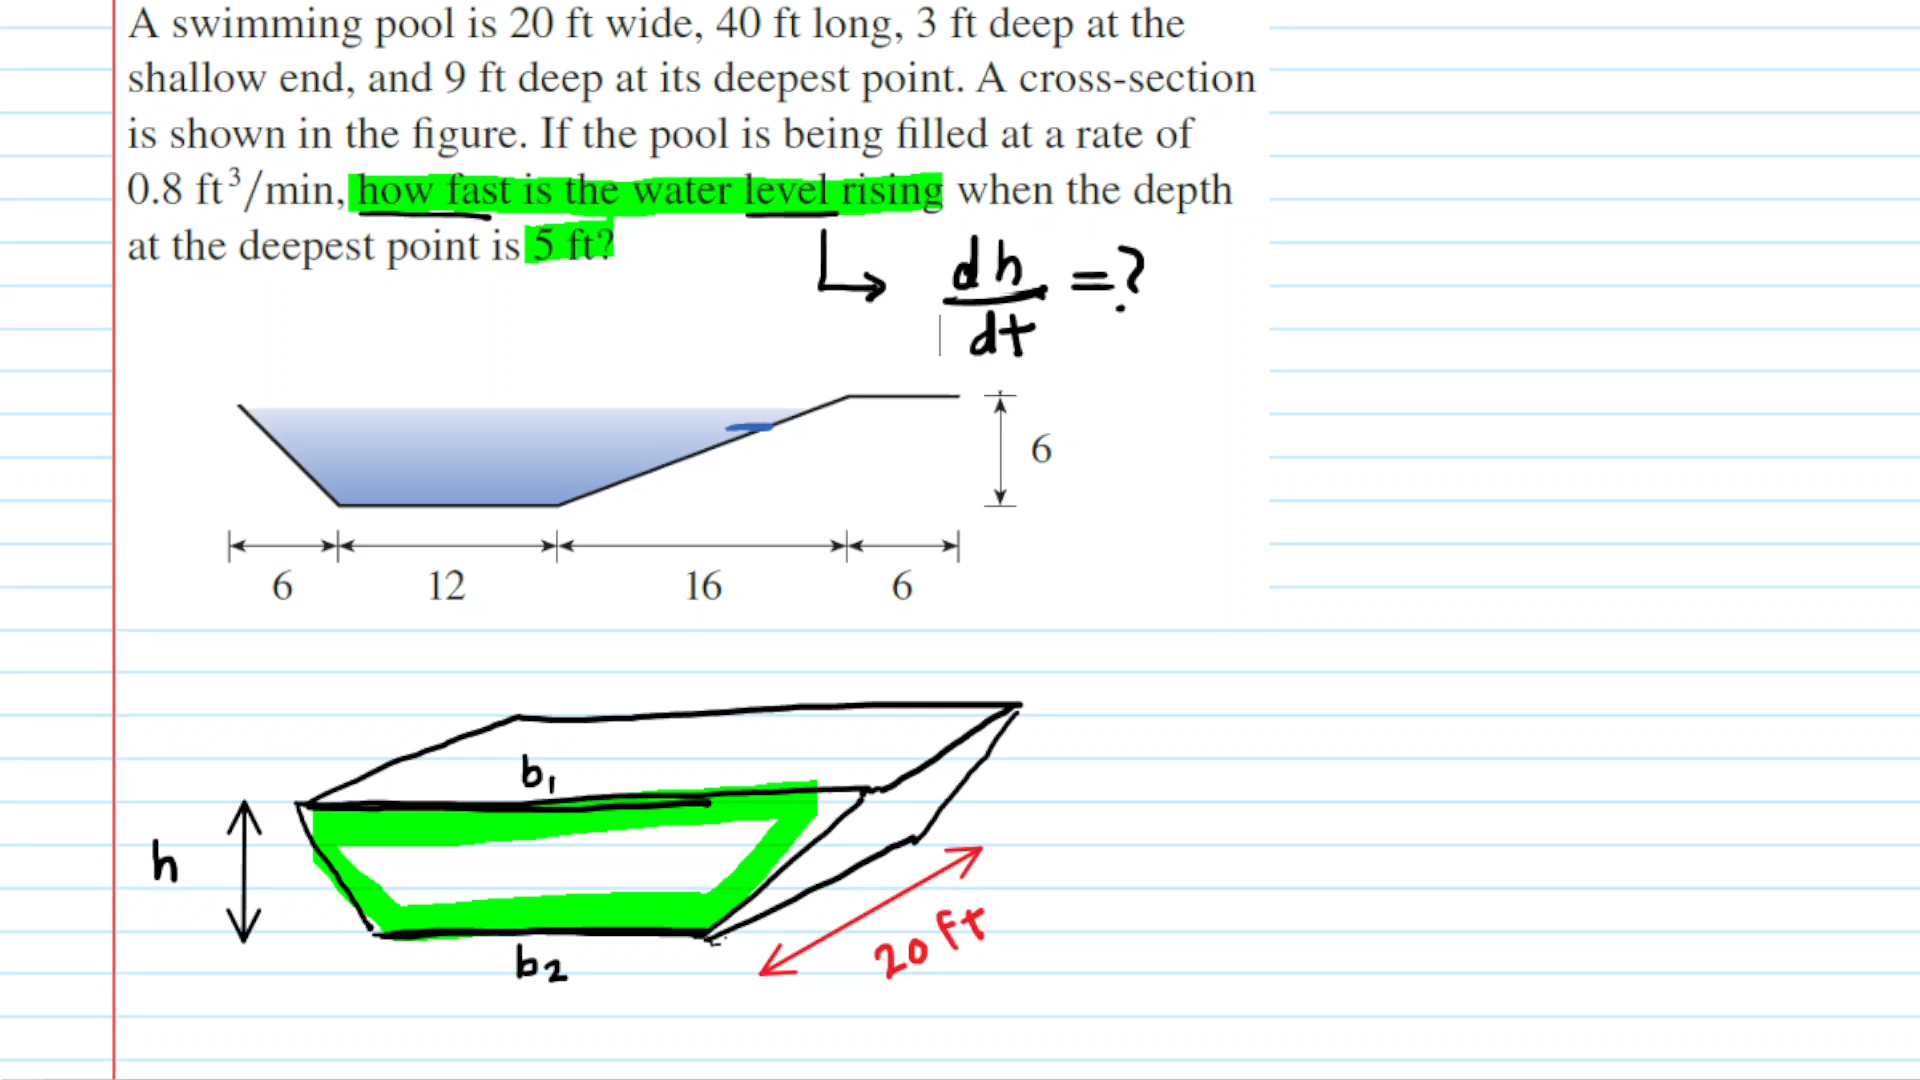 A swimming pool is 20 ft wide, 40 ft long, 3 ft deep at the
shallow end, and 9 ft deep at its deepest point. A cross-section
is shown in the figure. If the pool is being filled at a rate of
0.8 ft³/min, how fast is the water level rising when the depth
at the deepest point is 5 ft?
dh/dt = ?
6
6 12 16 6
b₁
h
20 Ft
b₂